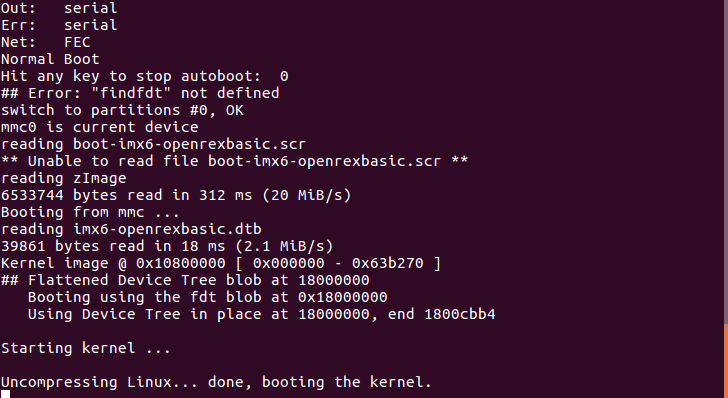 Out:   serial
Err:   serial
Net:   FEC
Normal Boot
Hit any key to stop autoboot:  0
## Error: "findfdt" not defined
switch to partitions #0, OK
mmc0 is current device
reading boot-imx6-openrexbasic.scr
** Unable to read file boot-imx6-openrexbasic.scr **
reading zImage
6533744 bytes read in 312 ms (20 MiB/s)
Booting from mmc ...
reading imx6-openrexbasic.dtb
39861 bytes read in 18 ms (2.1 MiB/s)
Kernel image @ 0x10800000 [ 0x000000 - 0x63b270 ]
## Flattened Device Tree blob at 18000000
   Booting using the fdt blob at 0x18000000
   Using Device Tree in place at 18000000, end 1800cbb4

Starting kernel ...

Uncompressing Linux... done, booting the kernel.